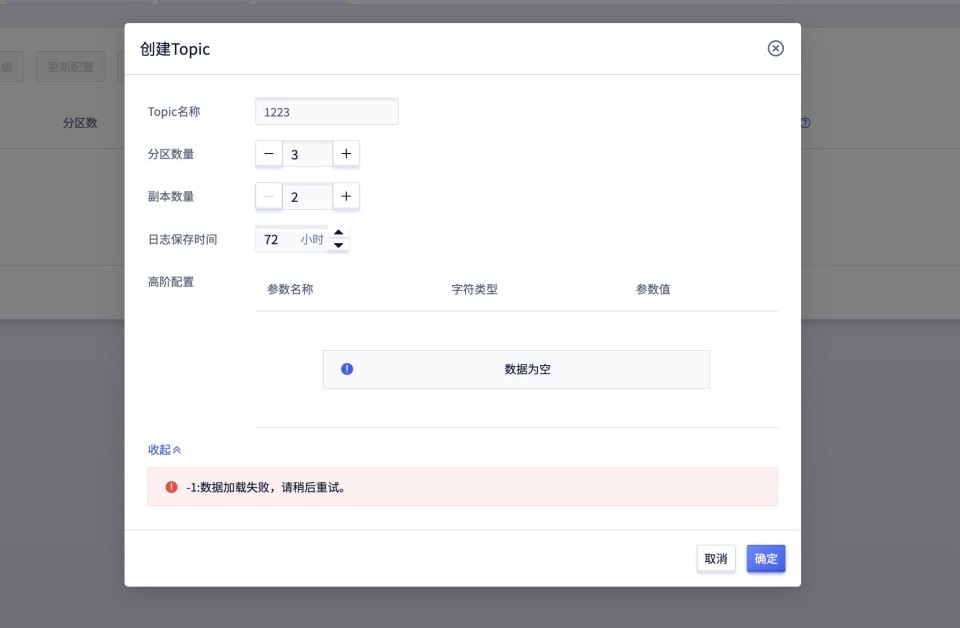 级
更新配置
分区数
创建Topic
Topic名称
1223
分区数量
3
副本数量
2
日志保存时间
72 小时
高阶配置
参数名称 字符类型 参数值
数据为空
收起
-1:数据加载失败，请稍后重试。
取消 确定